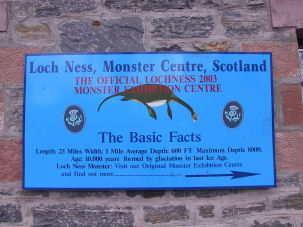 Loch Ness, Monster Centre, Scotland
THE OFFICIAL LOCHNESS 2003
MONSTER EXHIBITION CENTRE
The Basic Facts
Length: 23 Miles Width: 1 Mile Average Depth: 600 FT Maximum Depth: 800ft.
Age: 10,000 years formed by glaciation in last Ice Age.
Loch Ness Monster: Visit our Original Monster Exhibition Centre
and find out more